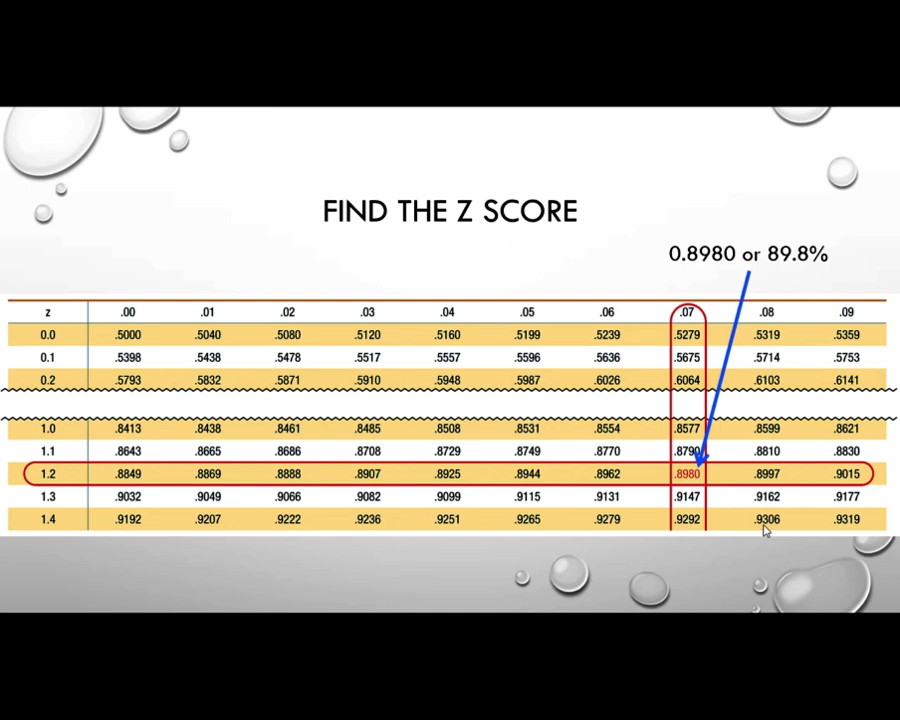 FIND THE Z SCORE
0.8980 or 89.8%
z .00 .01 .02 .03 .04 .05 .06 .07 .08 .09
0.0 .5000 .5040 .5080 .5120 .5160 .5199 .5239 .5279 .5319 .5359
0.1 .5398 .5438 .5478 .5517 .5557 .5596 .5636 .5675 .5714 .5753
0.2 .5793 .5832 .5871 .5910 .5948 .5987 .6026 .6064 .6103 .6141
1.0 .8413 .8438 .8461 .8485 .8508 .8531 .8554 .8577 .8599 .8621
1.1 .8643 .8665 .8686 .8708 .8729 .8749 .8770 .8790 .8810 .8830
1.2 .8849 .8869 .8888 .8907 .8925 .8944 .8962 .8980 .8997 .9015
1.3 .9032 .9049 .9066 .9082 .9099 .9115 .9131 .9147 .9162 .9177
1.4 .9192 .9207 .9222 .9236 .9251 .9265 .9279 .9292 .9306 .9319